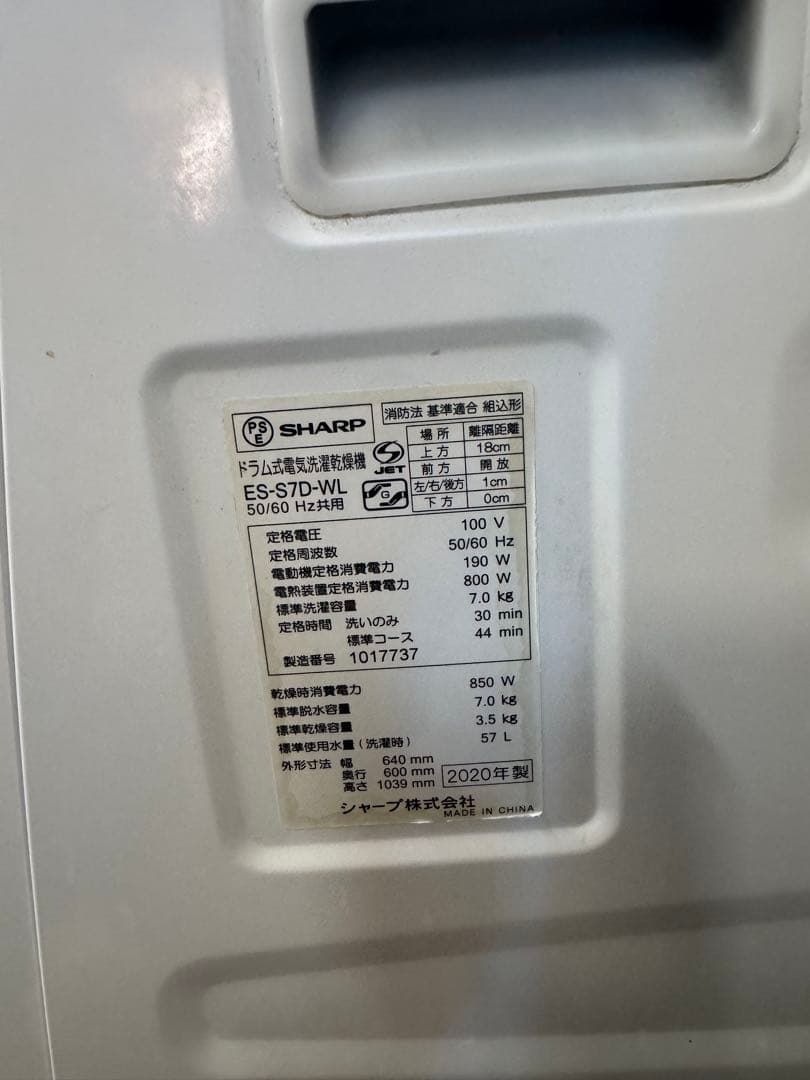 PS E SHARP
消防法 基準適合 組込形
場所 離隔距離
上方 18cm
前方 開放
左/右/後方 1cm
下方 0cm
ドラム式電気洗濯乾燥機
JET
ES-S7D-WL
G
50/60 Hz共用
定格電圧 100 V
定格周波数 50/60 Hz
電動機定格消費電力 190 W
電熱装置定格消費電力 800 W
標準洗濯容量 7.0 kg
定格時間 洗いのみ 30 min
標準コース 44 min
製造番号 1017737
乾燥時消費電力 850 W
標準脱水容量 7.0 kg
標準乾燥容量 3.5 kg
標準使用水量(洗濯時) 57 L
外形寸法 幅 640 mm
奥行 600 mm
高さ 1039 mm
2020年製
シャープ株式会社
MADE IN CHINA